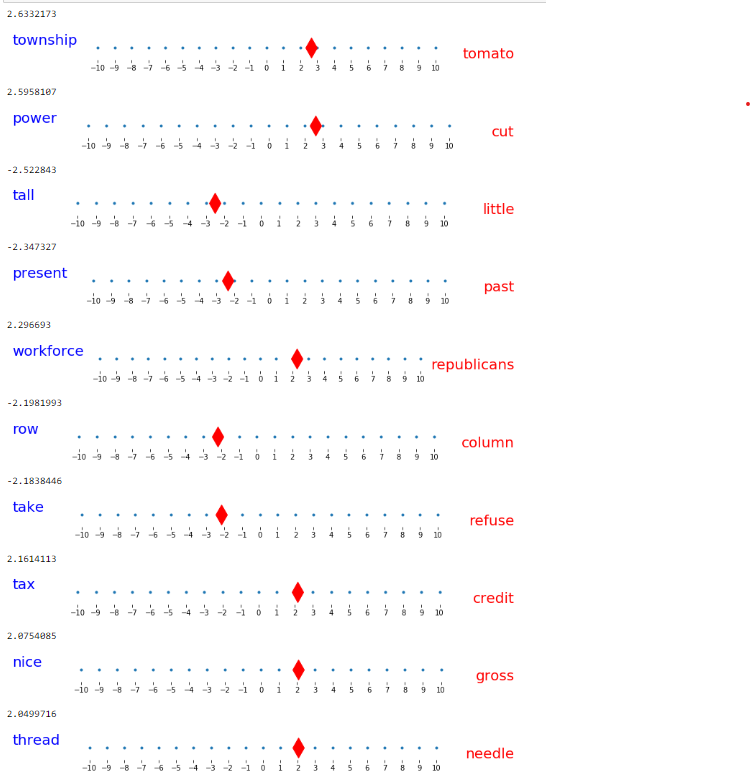 2.6332173
township
tomato
−10 −9 −8 −7 −6 −5 −4 −3 −2 −1 0 1 2 3 4 5 6 7 8 9 10
2.5958107
power
cut
−10 −9 −8 −7 −6 −5 −4 −3 −2 −1 0 1 2 3 4 5 6 7 8 9 10
-2.522843
tall
little
−10 −9 −8 −7 −6 −5 −4 −3 −2 −1 0 1 2 3 4 5 6 7 8 9 10
-2.347327
present
past
−10 −9 −8 −7 −6 −5 −4 −3 −2 −1 0 1 2 3 4 5 6 7 8 9 10
2.296693
workforce
republicans
−10 −9 −8 −7 −6 −5 −4 −3 −2 −1 0 1 2 3 4 5 6 7 8 9 10
-2.1981993
row
column
−10 −9 −8 −7 −6 −5 −4 −3 −2 −1 0 1 2 3 4 5 6 7 8 9 10
-2.1838446
take
refuse
−10 −9 −8 −7 −6 −5 −4 −3 −2 −1 0 1 2 3 4 5 6 7 8 9 10
2.1614113
tax
credit
−10 −9 −8 −7 −6 −5 −4 −3 −2 −1 0 1 2 3 4 5 6 7 8 9 10
2.0754085
nice
gross
−10 −9 −8 −7 −6 −5 −4 −3 −2 −1 0 1 2 3 4 5 6 7 8 9 10
2.0499716
thread
needle
−10 −9 −8 −7 −6 −5 −4 −3 −2 −1 0 1 2 3 4 5 6 7 8 9 10